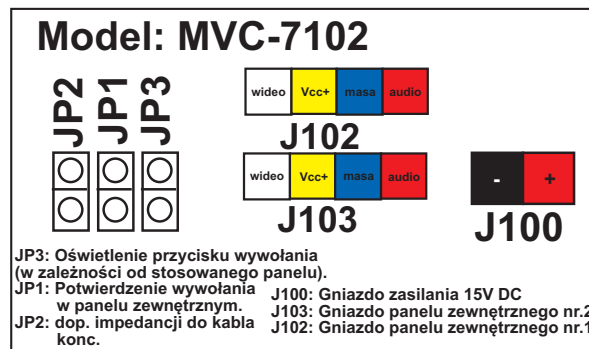 Model: MVC-7102
JP2 JP1 JP3
wideo Vcc+ masa audio
J102
wideo Vcc+ masa audio
J103
- +
J100
JP3: Oświetlenie przycisku wywołania
(w zależności od stosowanego panelu).
JP1: Potwierdzenie wywołania
w panelu zewnętrznym.
JP2: dop. impedancji do kabla
konc.
J100: Gniazdo zasilania 15V DC
J103: Gniazdo panelu zewnętrznego nr.2
J102: Gniazdo panelu zewnętrznego nr.1